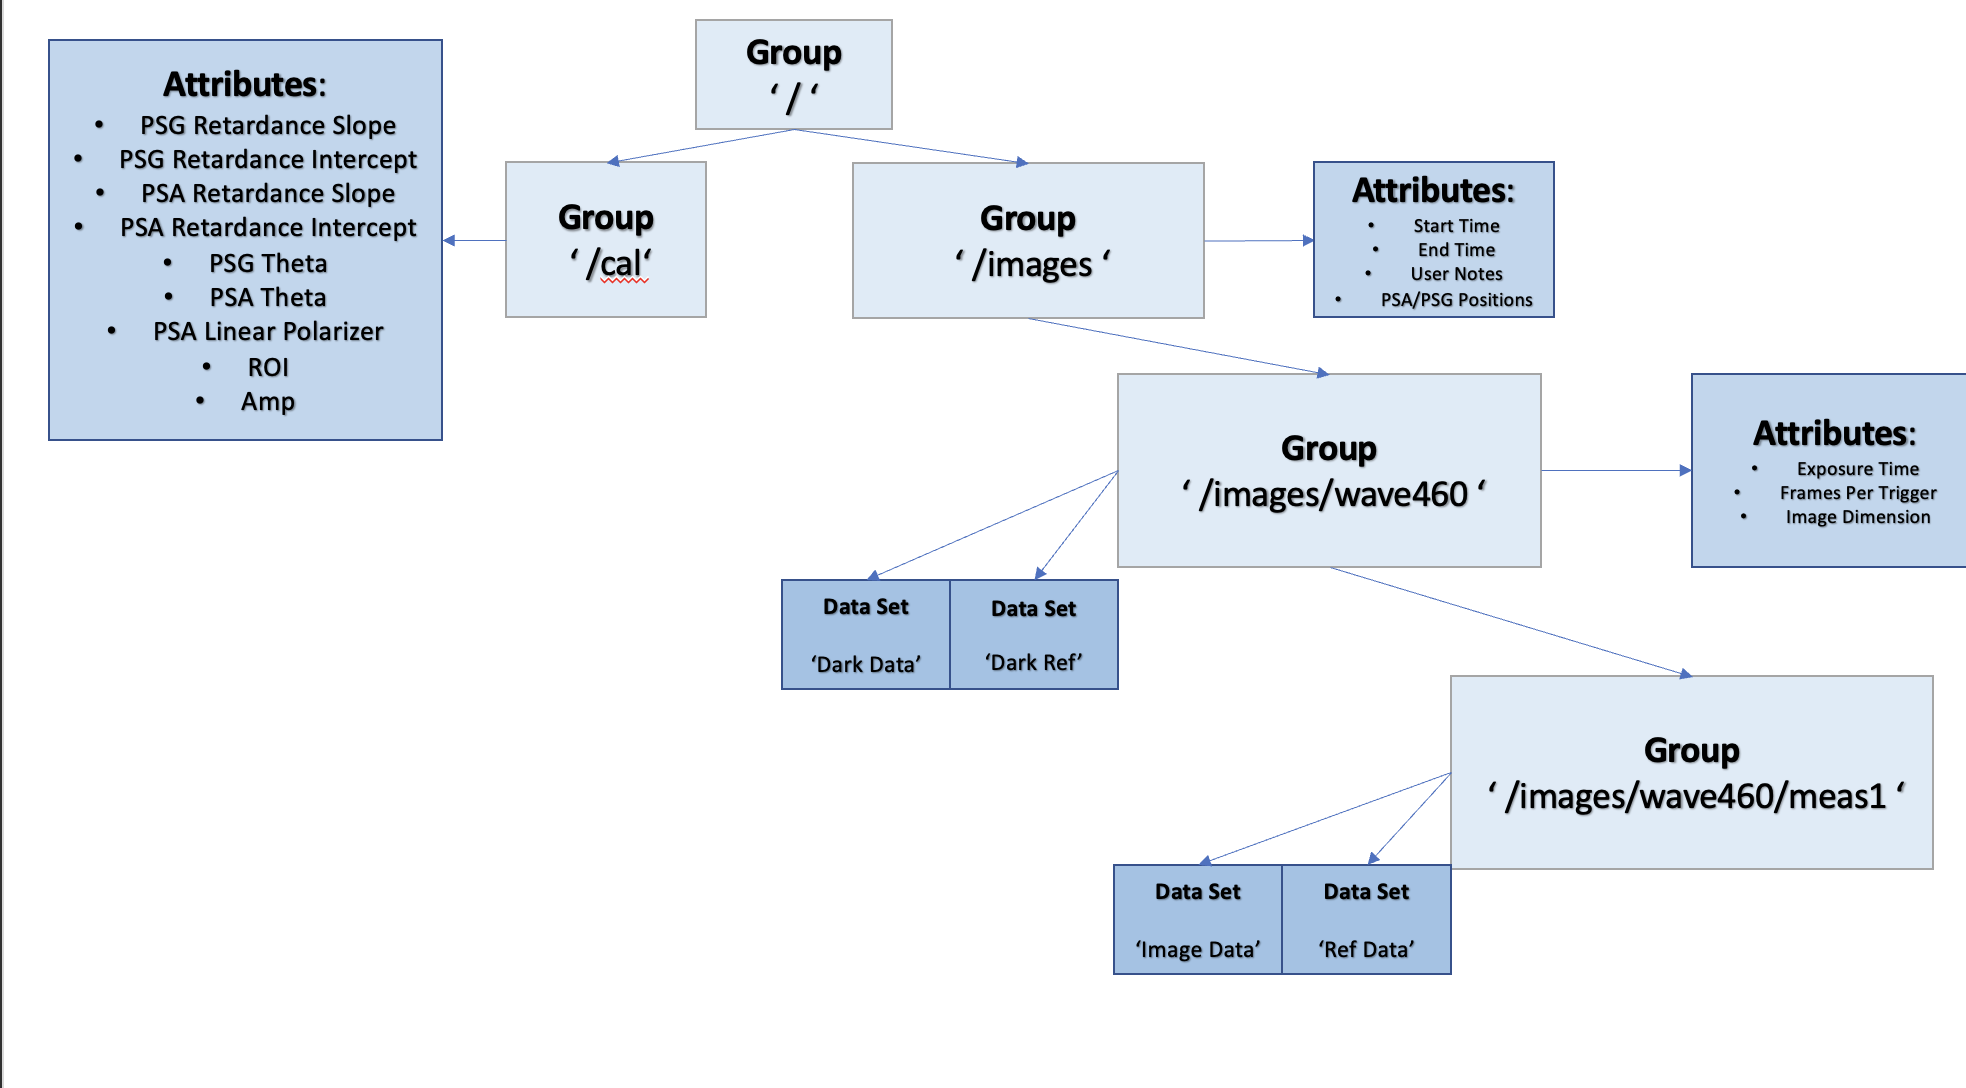 Group
‘ / ‘
Attributes:
• PSG Retardance Slope
• PSG Retardance Intercept
• PSA Retardance Slope
• PSA Retardance Intercept
• PSG Theta
• PSA Theta
• PSA Linear Polarizer
• ROI
• Amp
Group
‘ /cal‘
Group
‘ /images ‘
Attributes:
• Start Time
• End Time
• User Notes
• PSA/PSG Positions
Group
‘ /images/wave460 ‘
Attributes:
• Exposure Time
• Frames Per Trigger
• Image Dimension
Data Set
‘Dark Data’
Data Set
‘Dark Ref’
Group
‘ /images/wave460/meas1 ‘
Data Set
‘Image Data’
Data Set
‘Ref Data’